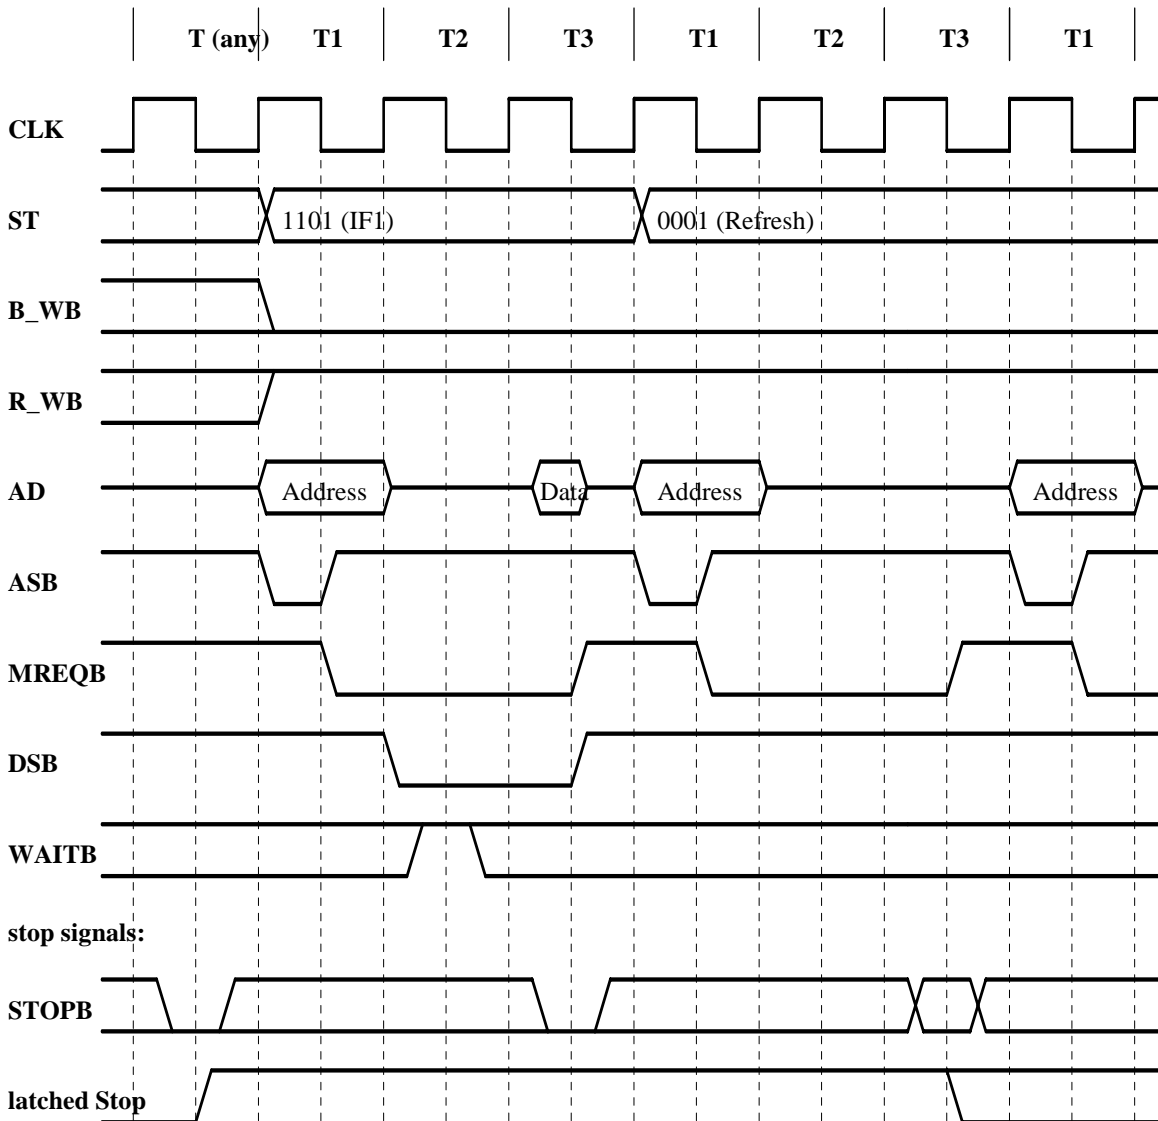 T (any) T1 T2 T3 T1 T2 T3 T1
CLK
ST 1101 (IF1) 0001 (Refresh)
B_WB
R_WB
AD Address Data Address Address
ASB
MREQB
DSB
WAITB
stop signals:
STOPB
latched Stop